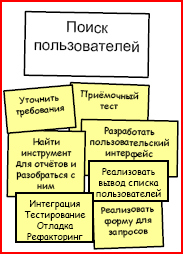 Поиск
пользователей
Уточнить
требования
Приёмочный
тест
Разработать
пользовательский
интерфейс
Найти
инструмент
Для отчётов и
Разобраться с
ним
Реализовать
вывод списка
пользователей
Интеграция
Тестирование
Отладка
Рефакторинг
Реализовать
форму для
запросов